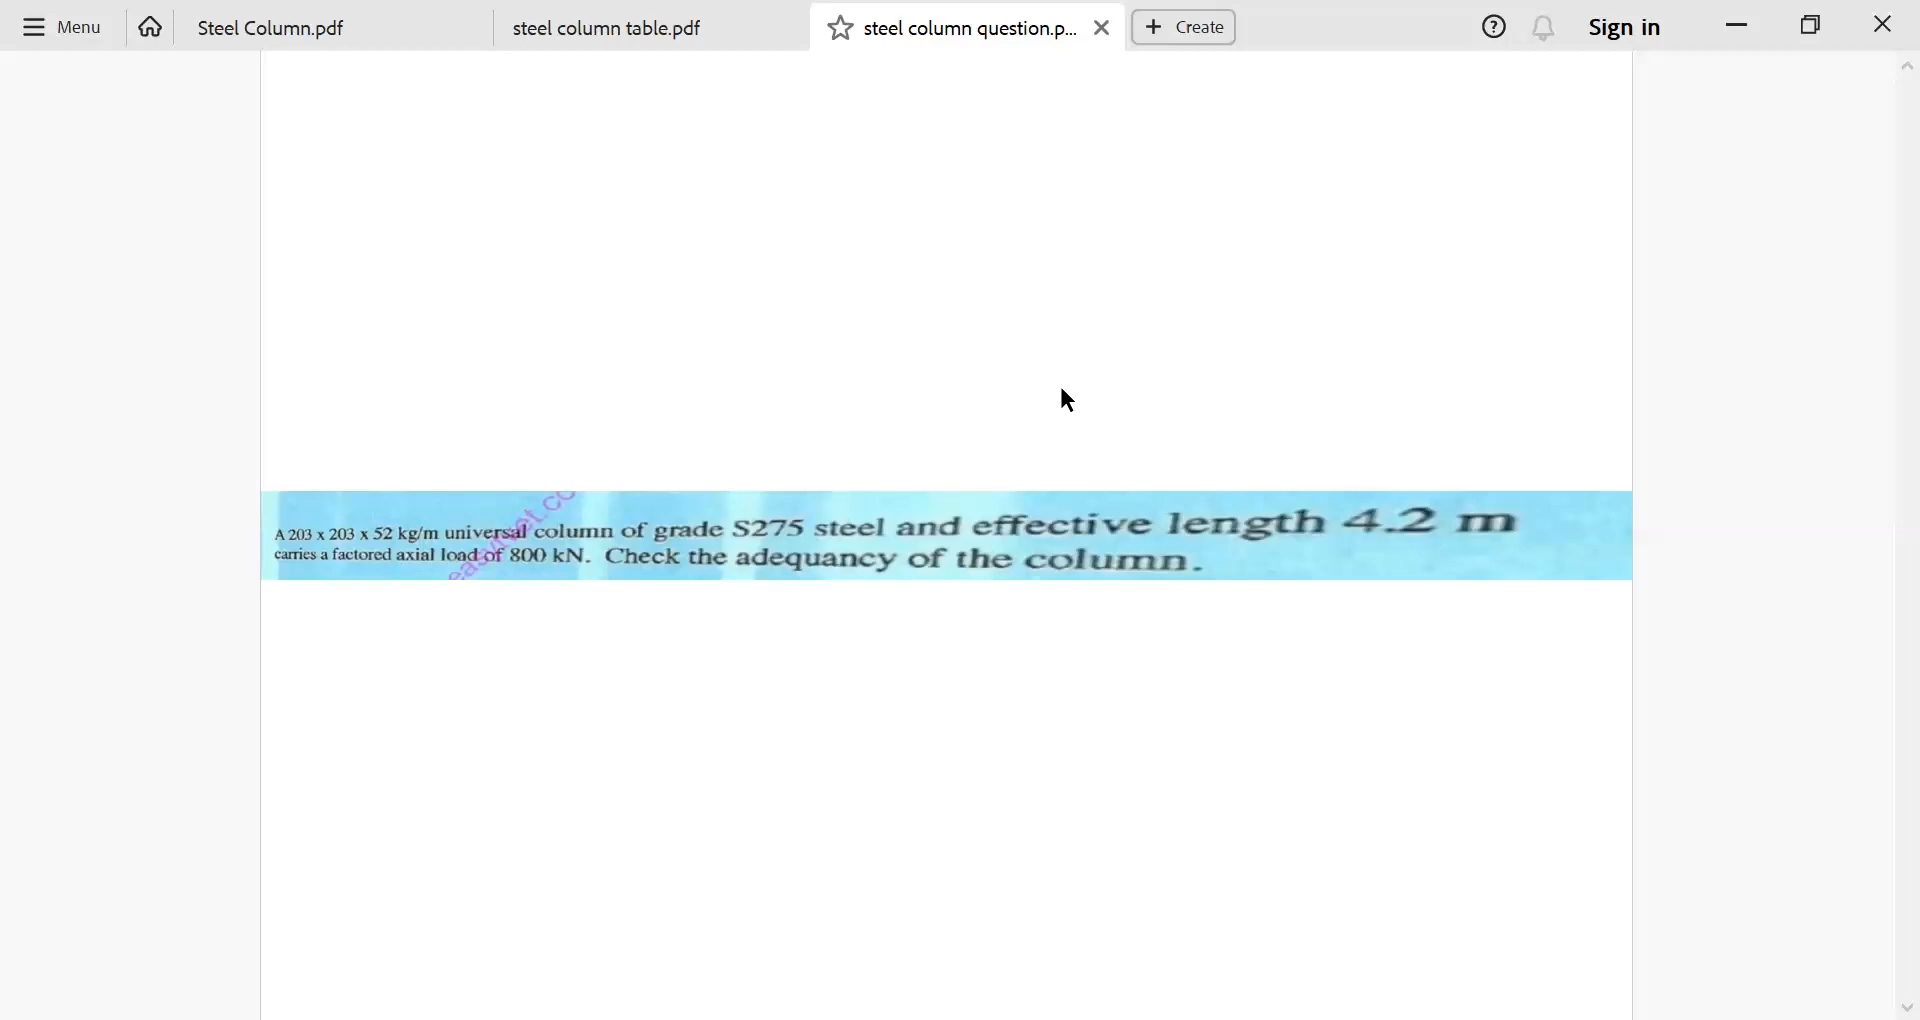 Menu
Steel Column.pdf
steel column table.pdf
steel column question.p...
Create
Sign in
A 203 x 203 x 52 kg/m universal column of grade S275 steel and effective length 4.2 m
carries a factored axial load of 800 kN. Check the adequancy of the column.